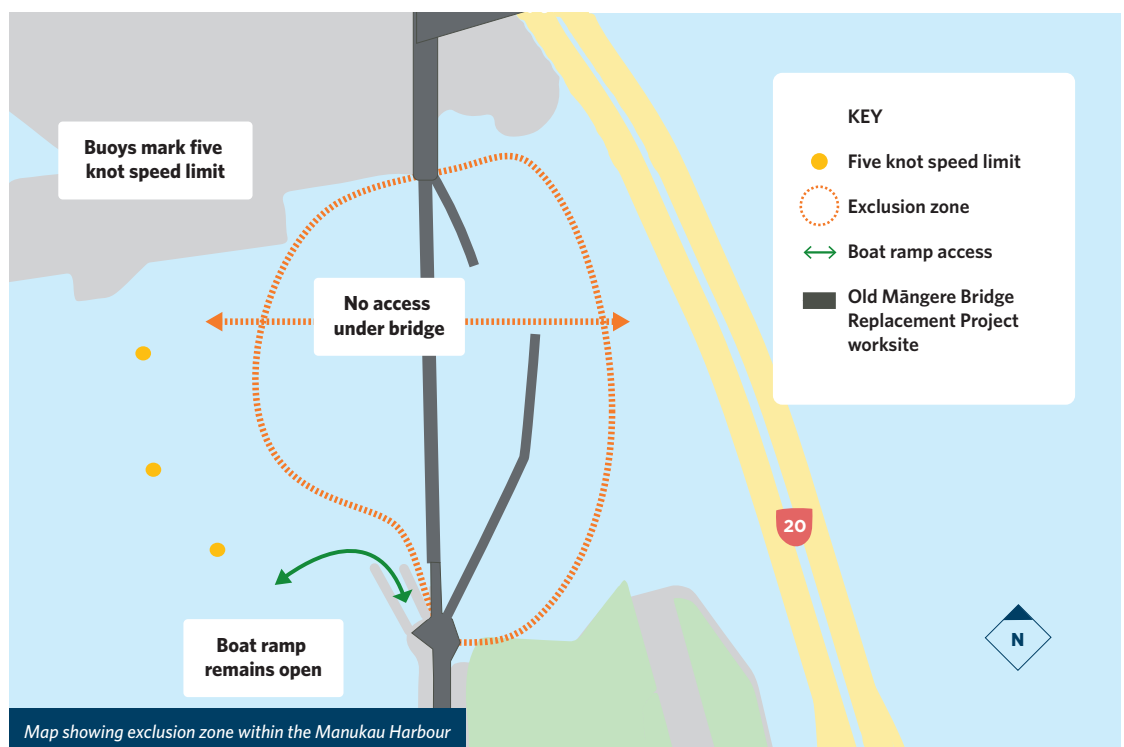 Buoys mark five
knot speed limit
KEY
Five knot speed limit
Exclusion zone
Boat ramp access
Old Māngere Bridge
Replacement Project
worksite
No access
under bridge
20
Boat ramp
remains open
N
Map showing exclusion zone within the Manukau Harbour